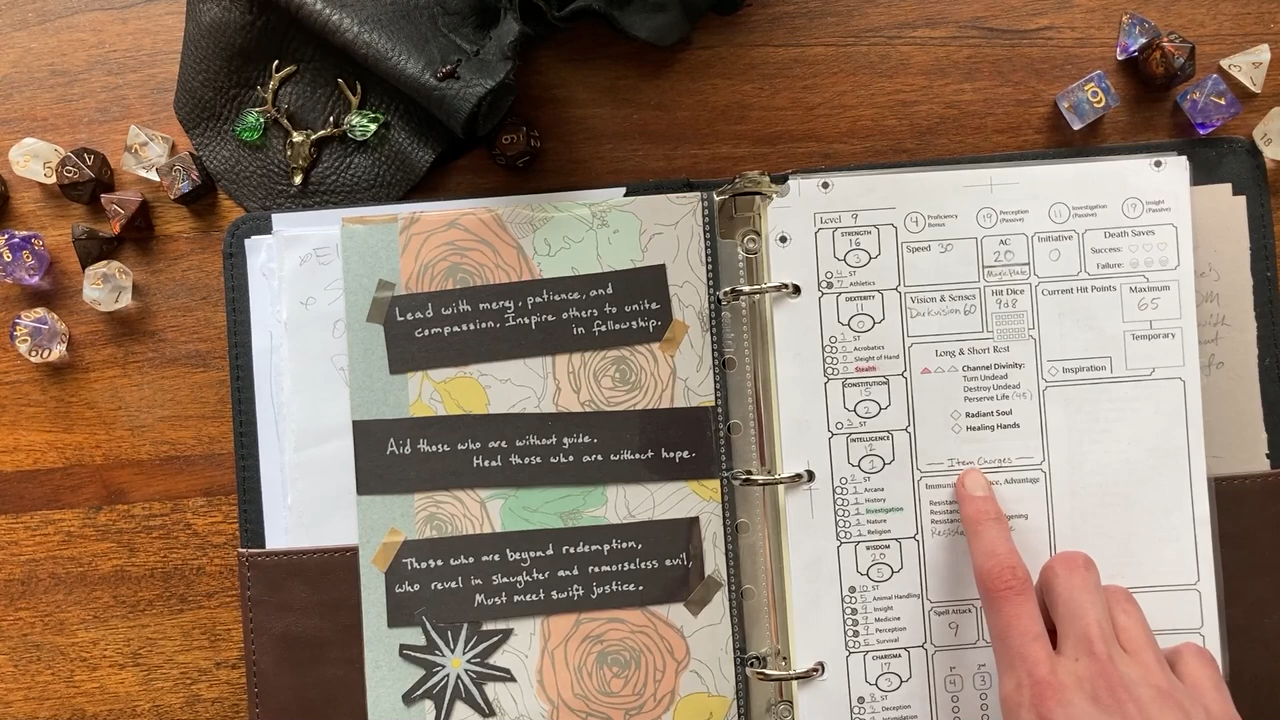 Lead with mercy, patience, and
compassion. Inspire others to unite
in fellowship.
Aid those who are without guide.
Heal those who are without hope.
Those who are beyond redemption,
who revel in slaughter and remorseless evil,
Must meet swift justice.
Level 9
4 Proficiency Bonus
19 Perception (Passive)
11 Investigation (Passive)
19 Insight (Passive)
STRENGTH
16
3
4 ST
7 Athletics
DEXTERITY
11
0
1 ST
0 Acrobatics
0 Sleight of Hand
0 Stealth
CONSTITUTION
15
2
3 ST
INTELLIGENCE
12
1
2 ST
1 Arcana
1 History
1 Investigation
1 Nature
1 Religion
WISDOM
20
5
10 ST
5 Animal Handling
9 Insight
9 Medicine
9 Perception
5 Survival
CHARISMA
17
3
8 ST
3 Deception
Intimidation
Speed 30
AC
20
Magic Plate
Initiative
0
Death Saves
Success:
Failure:
Vision & Senses
Darkvision 60
Hit Dice
9d8
Current Hit Points
Maximum
65
Temporary
Inspiration
Long & Short Rest
Channel Divinity:
Turn Undead
Destroy Undead
Perserve Life (45)
Radiant Soul
Healing Hands
Item Charges
Advantage
Spell Attack
9
1st
4
2nd
3